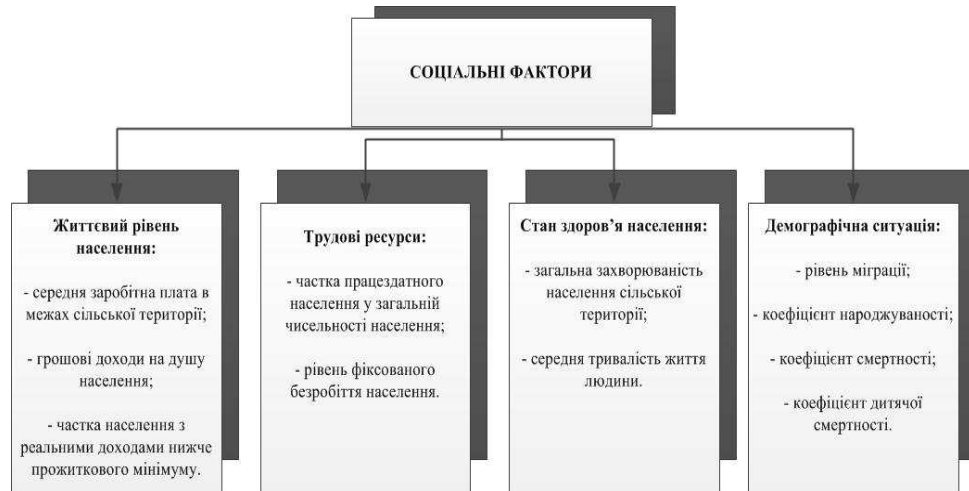 СОЦІАЛЬНІ ФАКТОРИ
Життєвий рівень
населення:
- середня заробітна плата в
межах сільської території;
- грошові доходи на душу
населення;
- частка населення з
реальними доходами нижче
прожиткового мінімуму.
Трудові ресурси:
- частка працездатного
населення у загальній
чисельності населення;
- рівень фіксованого
безробіття населення.
Стан здоров’я населення:
- загальна захворюваність
населення сільської
території;
- середня тривалість життя
людини.
Демографічна ситуація:
- рівень міграції;
- коефіцієнт народжуваності;
- коефіцієнт смертності;
- коефіцієнт дитячої
смертності.